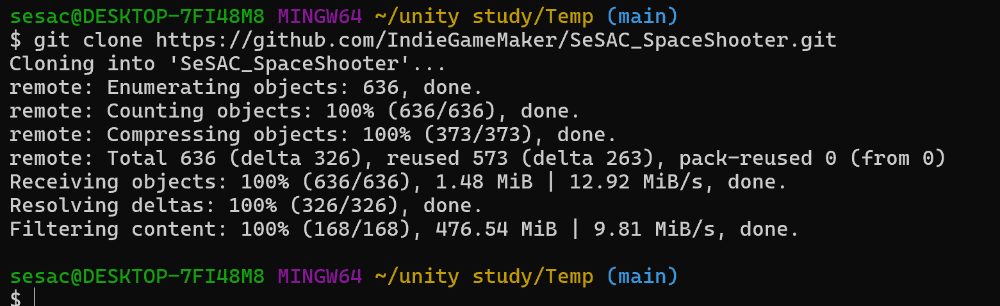 sesac@DESKTOP-7FI48M8 MINGW64 ~/unity study/Temp (main)
$ git clone https://github.com/IndieGameMaker/SeSAC_SpaceShooter.git
Cloning into 'SeSAC_SpaceShooter'...
remote: Enumerating objects: 636, done.
remote: Counting objects: 100% (636/636), done.
remote: Compressing objects: 100% (373/373), done.
remote: Total 636 (delta 326), reused 573 (delta 263), pack-reused 0 (from 0)
Receiving objects: 100% (636/636), 1.48 MiB | 12.92 MiB/s, done.
Resolving deltas: 100% (326/326), done.
Filtering content: 100% (168/168), 476.54 MiB | 9.81 MiB/s, done.
sesac@DESKTOP-7FI48M8 MINGW64 ~/unity study/Temp (main)
$